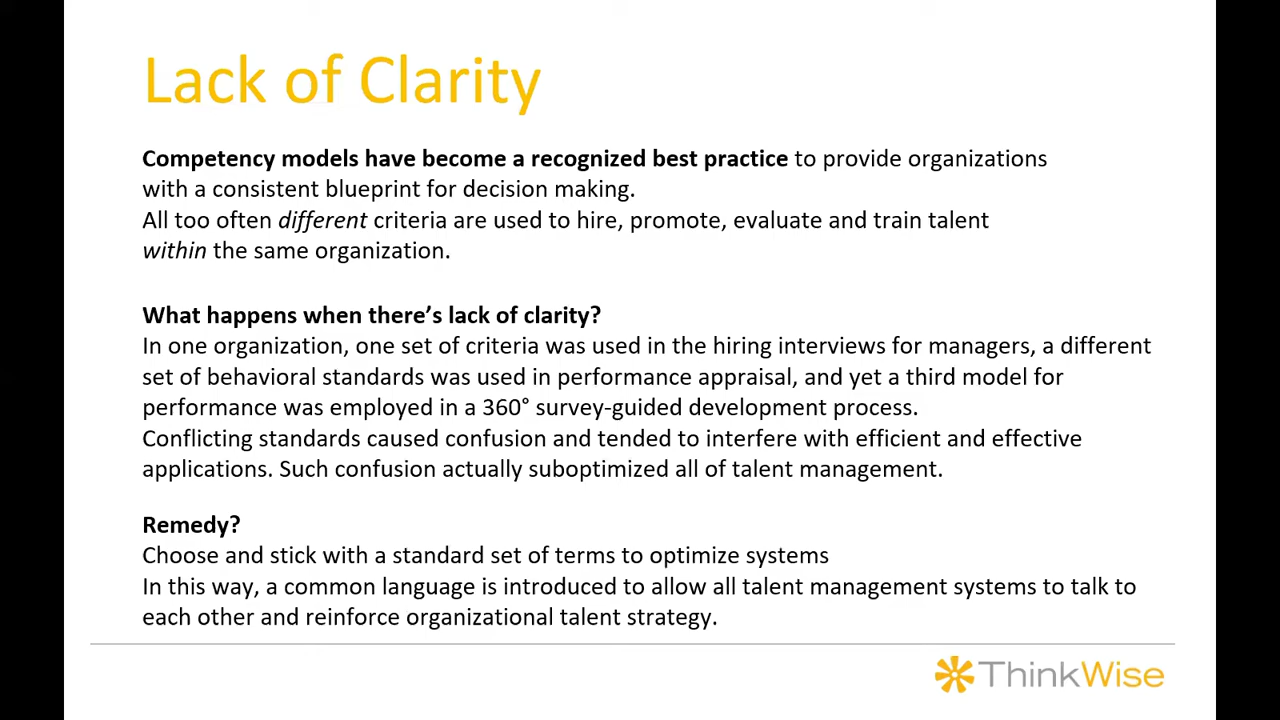 Lack of Clarity
Competency models have become a recognized best practice to provide organizations
with a consistent blueprint for decision making.
All too often different criteria are used to hire, promote, evaluate and train talent
within the same organization.
What happens when there’s lack of clarity?
In one organization, one set of criteria was used in the hiring interviews for managers, a different
set of behavioral standards was used in performance appraisal, and yet a third model for
performance was employed in a 360° survey-guided development process.
Conflicting standards caused confusion and tended to interfere with efficient and effective
applications. Such confusion actually suboptimized all of talent management.
Remedy?
Choose and stick with a standard set of terms to optimize systems
In this way, a common language is introduced to allow all talent management systems to talk to
each other and reinforce organizational talent strategy.
ThinkWise